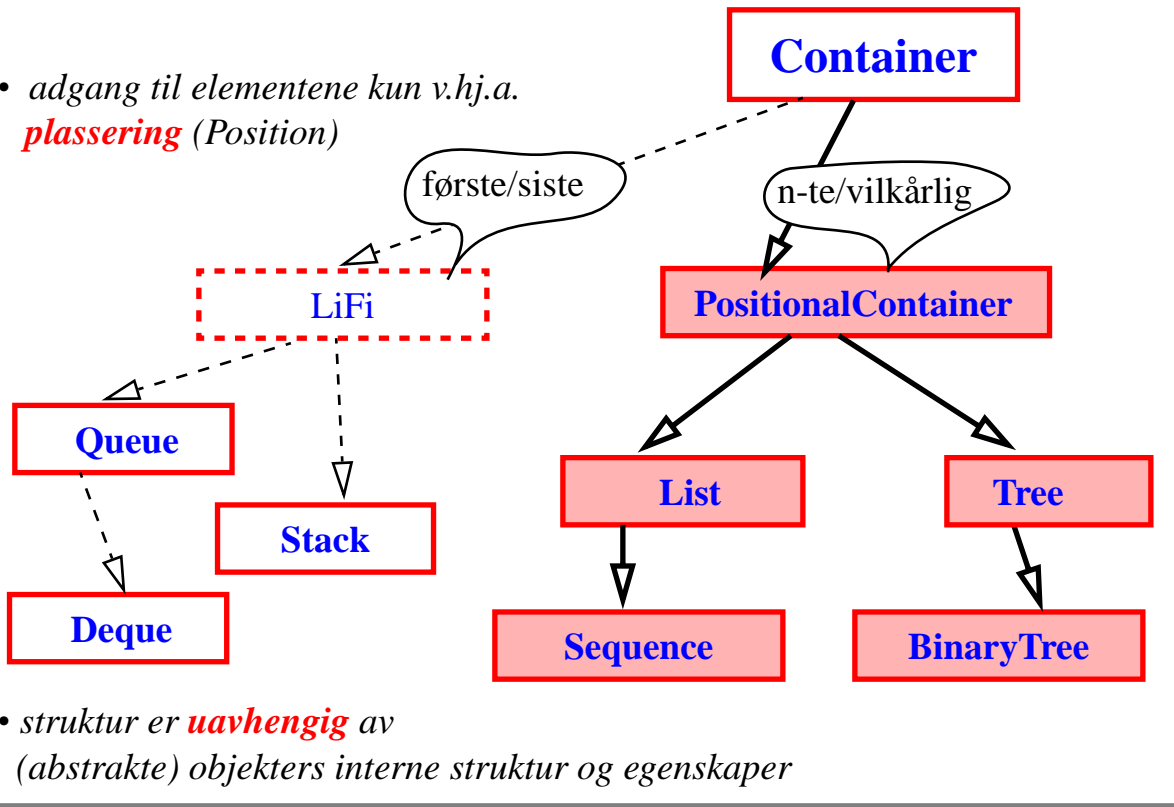 Container
• adgang til elementene kun v.hj.a.
plassering (Position)
første/siste
n-te/vilkårlig
LiFi
PositionalContainer
Queue
List
Tree
Stack
Deque
Sequence
BinaryTree
• struktur er uavhengig av
(abstrakte) objekters interne struktur og egenskaper